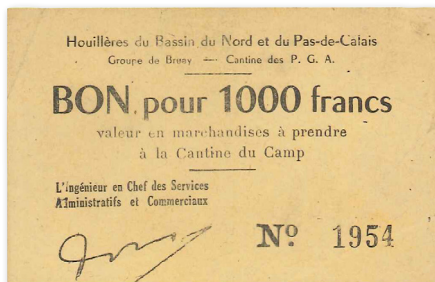 Houillères du Bassin du Nord et du Pas-de-Calais
Groupe de Bruay — Cantine des P. G. A.
BON pour 1000 francs
valeur en marchandises à prendre
à la Cantine du Camp
L'ingénieur en Chef des Services
Administratifs et Commerciaux
Nº 1954